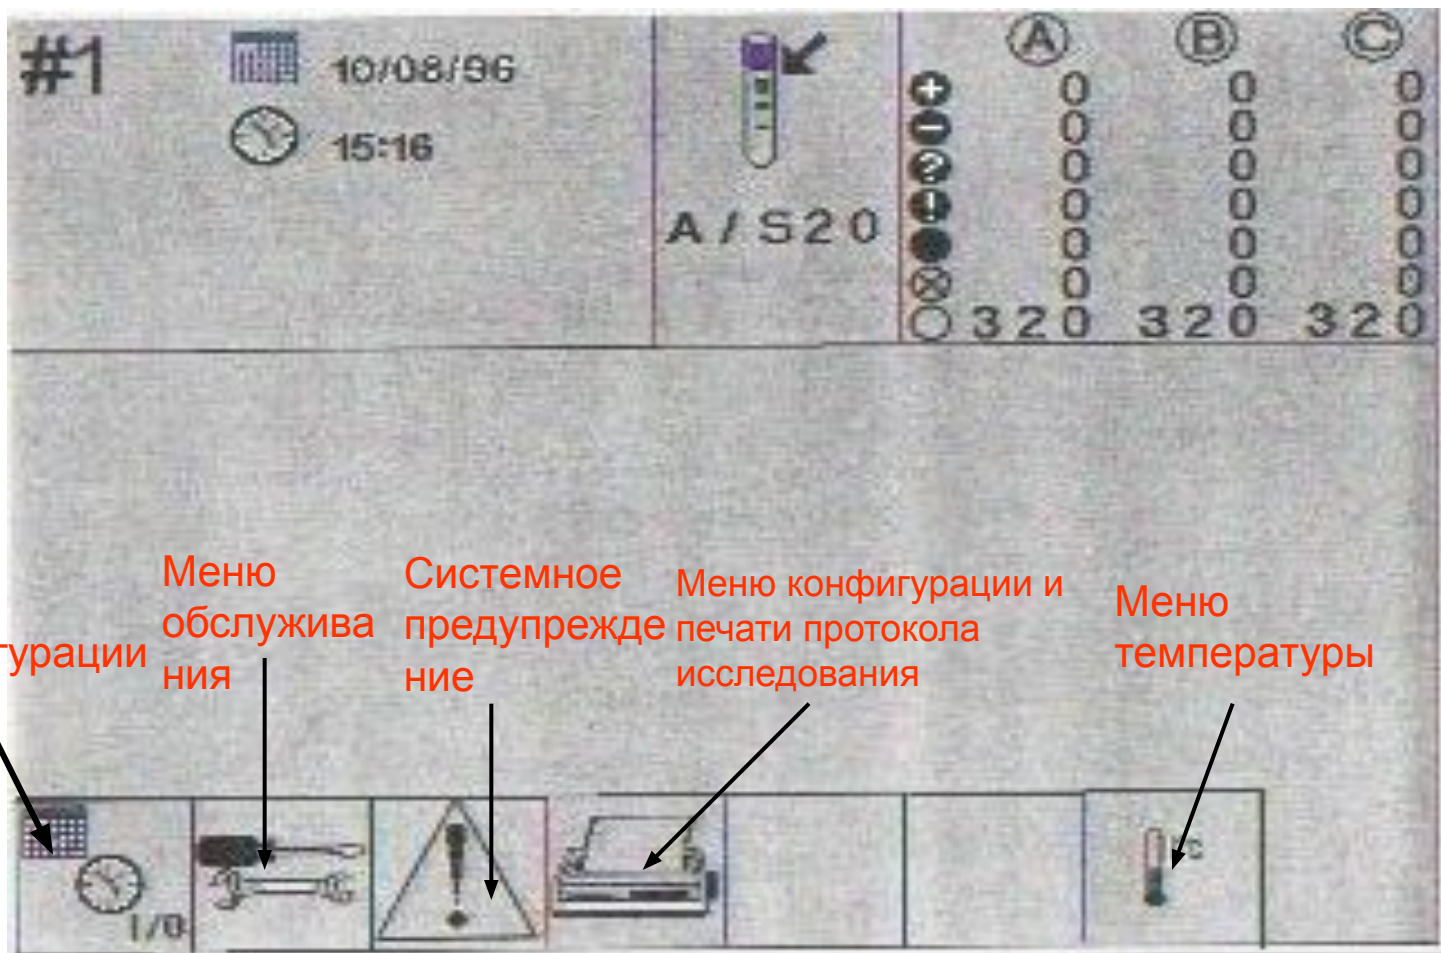 #1
10/08/96
15:16
A / S20
A B C
+ 0 0 0
- 0 0 0
? 0 0 0
! 0 0 0
0 0 0
0 0 0
320 320 320
Меню
обслужива
ния
Системное
предупрежде
ние
Меню конфигурации и
печати протокола
исследования
Меню
температуры
гурации
I/0
!
°C